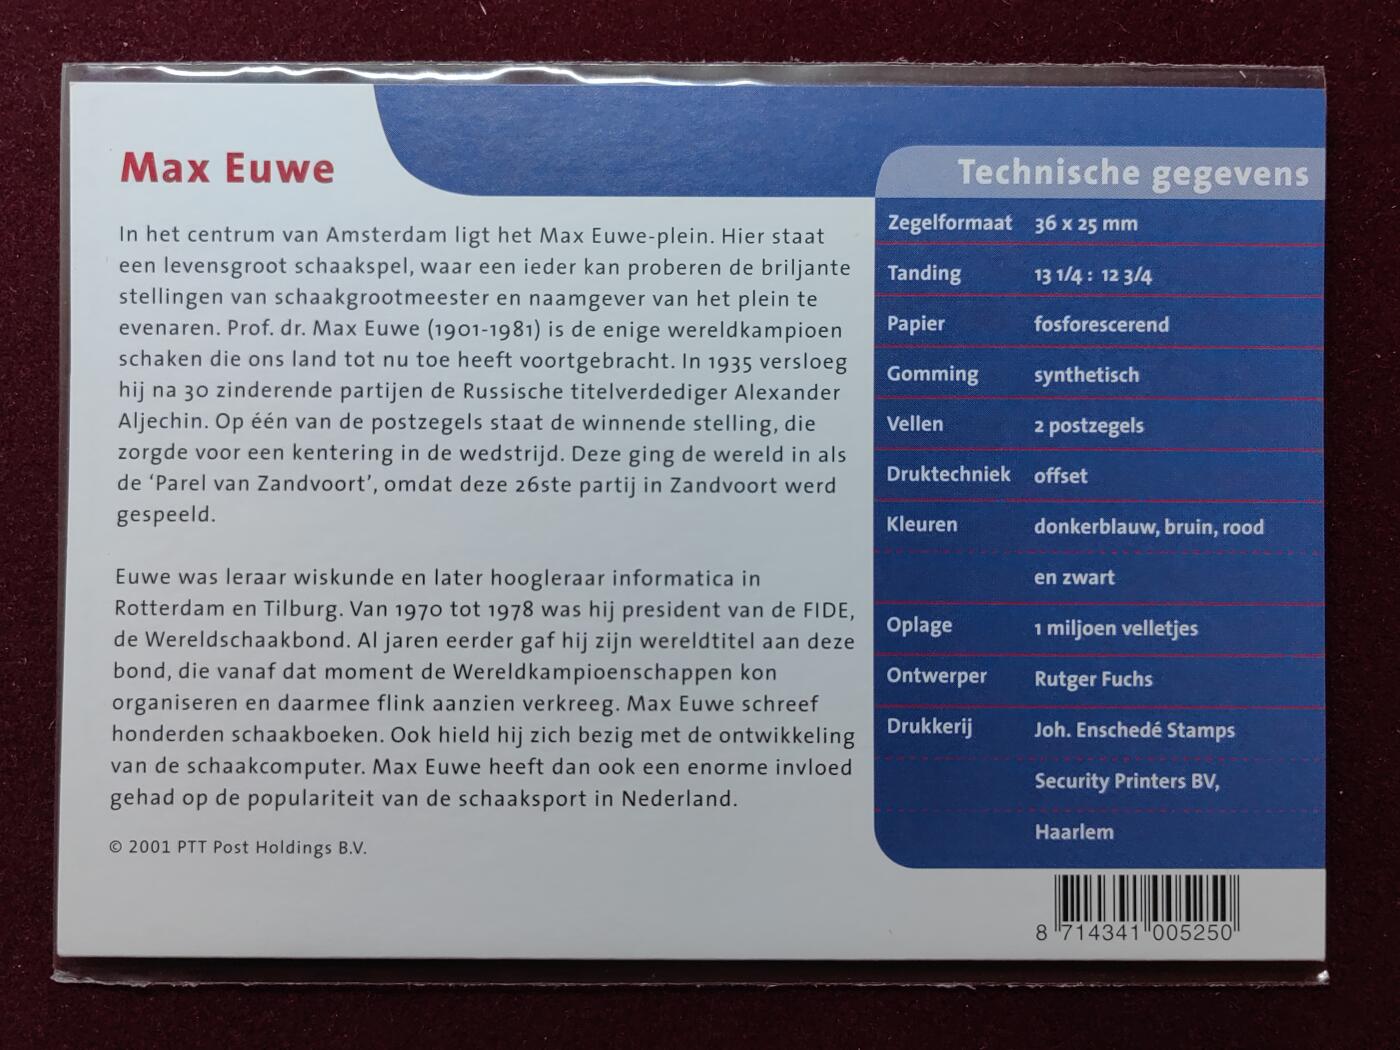 Max Euwe
In het centrum van Amsterdam ligt het Max Euwe-plein. Hier staat
een levensgroot schaakspel, waar een ieder kan proberen de briljante
stellingen van schaakgrootmeester en naamgever van het plein te
evenaren. Prof. dr. Max Euwe (1901-1981) is de enige wereldkampioen
schaken die ons land tot nu toe heeft voortgebracht. In 1935 versloeg
hij na 30 zinderende partijen de Russische titelverdediger Alexander
Aljechin. Op één van de postzegels staat de winnende stelling, die
zorgde voor een kentering in de wedstrijd. Deze ging de wereld in als
de ‘Parel van Zandvoort’, omdat deze 26ste partij in Zandvoort werd
gespeeld.
Euwe was leraar wiskunde en later hoogleraar informatica in
Rotterdam en Tilburg. Van 1970 tot 1978 was hij president van de FIDE,
de Wereldschaakbond. Al jaren eerder gaf hij zijn wereldtitel aan deze
bond, die vanaf dat moment de Wereldkampioenschappen kon
organiseren en daarmee flink aanzien verkreeg. Max Euwe schreef
honderden schaakboeken. Ook hield hij zich bezig met de ontwikkeling
van de schaakcomputer. Max Euwe heeft dan ook een enorme invloed
gehad op de populariteit van de schaaksport in Nederland.
© 2001 PTT Post Holdings B.V.
Technische gegevens
Zegelformaat 36 x 25 mm
Tanding 13 1/4 : 12 3/4
Papier fosforescerend
Gomming synthetisch
Vellen 2 postzegels
Druktechniek offset
Kleuren donkerblauw, bruin, rood
en zwart
Oplage 1 miljoen velletjes
Ontwerper Rutger Fuchs
Drukkerij Joh. Enschedé Stamps
Security Printers BV,
Haarlem
8 714341 005250